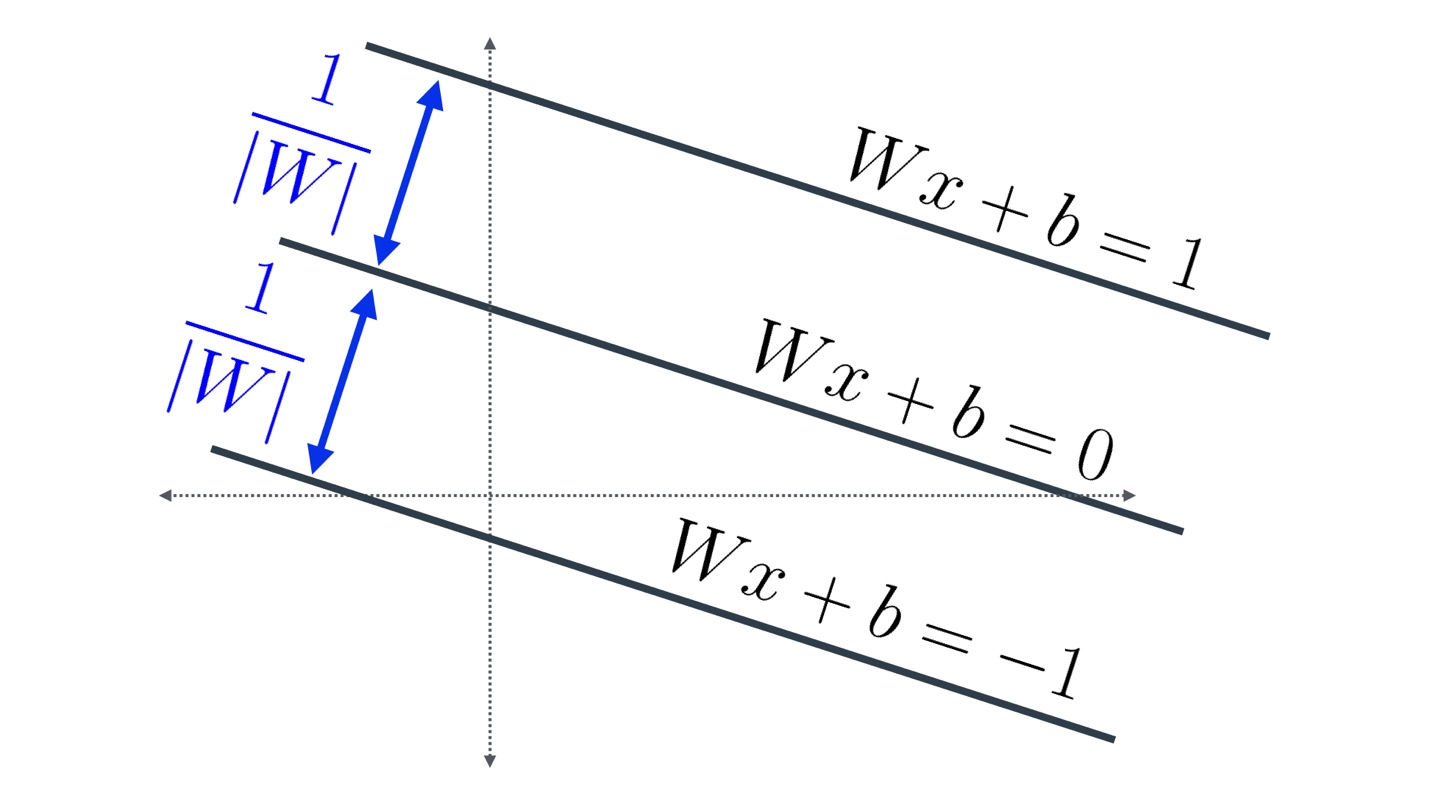 1
|W|
Wx + b = 1
1
|W|
Wx + b = 0
Wx + b = −1